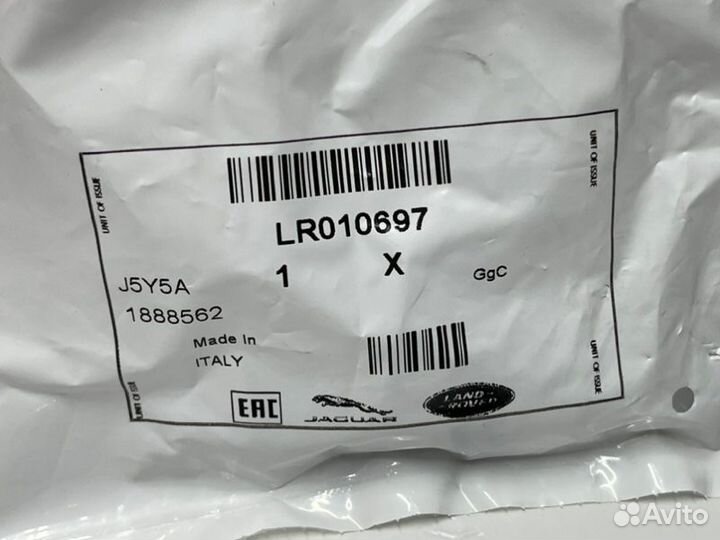 UNIT OF ISSUE
UNIT OF ISSUE
LR010697
1 X GgC
J5Y5A
1888562
Made In
ITALY
UNIT OF ISSUE
UNIT OF ISSUE
EAC
JAGUAR
LAND
ROVER
Avito